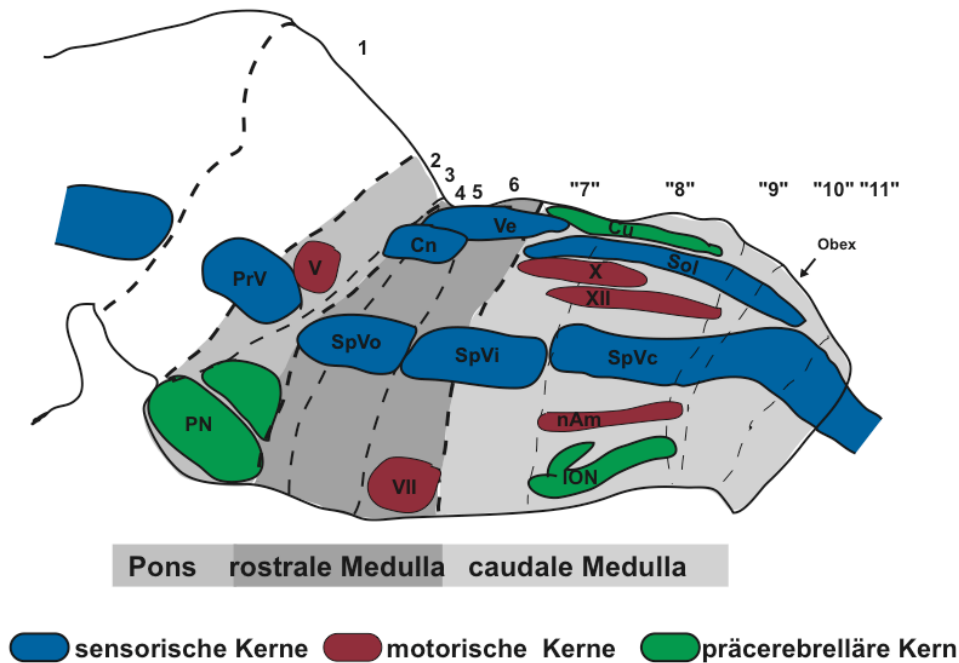 1
2
3
4 5 6 "7" "8" "9" "10" "11"
Obex
Ve Cu
Cn
V Sol
PrV X
XII
SpVo SpVi SpVc
PN nAm
VII ION
Pons rostrale Medulla caudale Medulla
sensorische Kerne motorische Kerne präcerebrelläre Kern